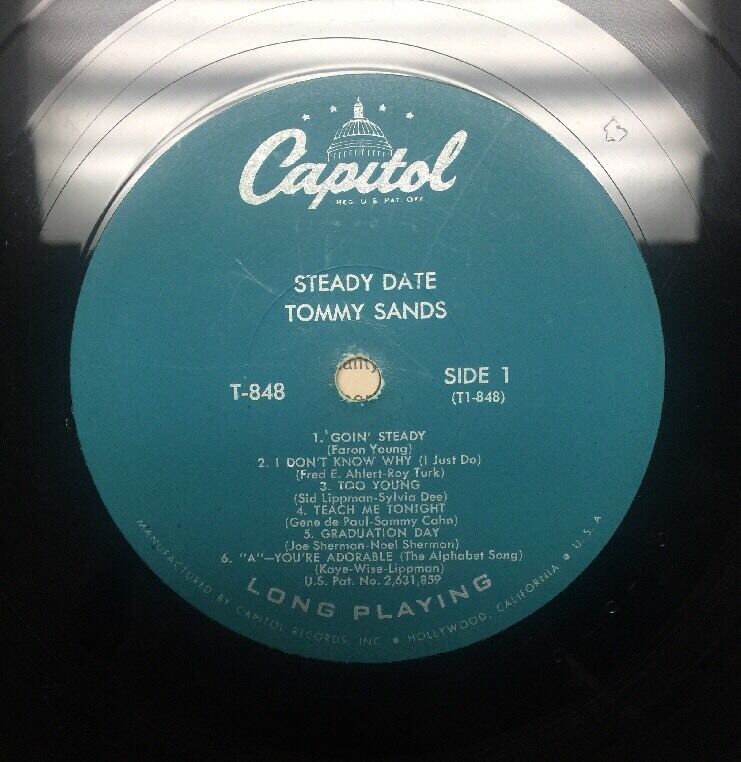 Capitol
REG. U.S. PAT. OFF.
STEADY DATE
TOMMY SANDS
T-848
SIDE 1
(T1-848)
1. GOIN' STEADY
(Faron Young)
2. I DON'T KNOW WHY (I Just Do)
(Fred E. Ahlert-Roy Turk)
3. TOO YOUNG
(Sid Lippman-Sylvia Dee)
4. TEACH ME TONIGHT
(Gene de Paul-Sammy Cahn)
5. GRADUATION DAY
(Joe Sherman-Noel Sherman)
6. "A"—YOU'RE ADORABLE (The Alphabet Song)
(Kaye-Wise-Lippman)
U.S. Pat. No. 2,631,859
LONG PLAYING
MANUFACTURED BY CAPITOL RECORDS, INC. • HOLLYWOOD, CALIFORNIA • U.S.A.